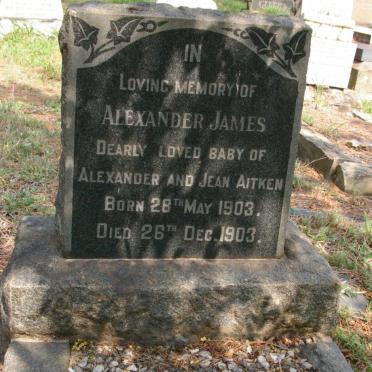 IN
LOVING MEMORY OF
ALEXANDER JAMES
DEARLY LOVED BABY OF
ALEXANDER AND JEAN AITKEN
BORN 28TH MAY 1903.
DIED 26TH DEC. 1903.